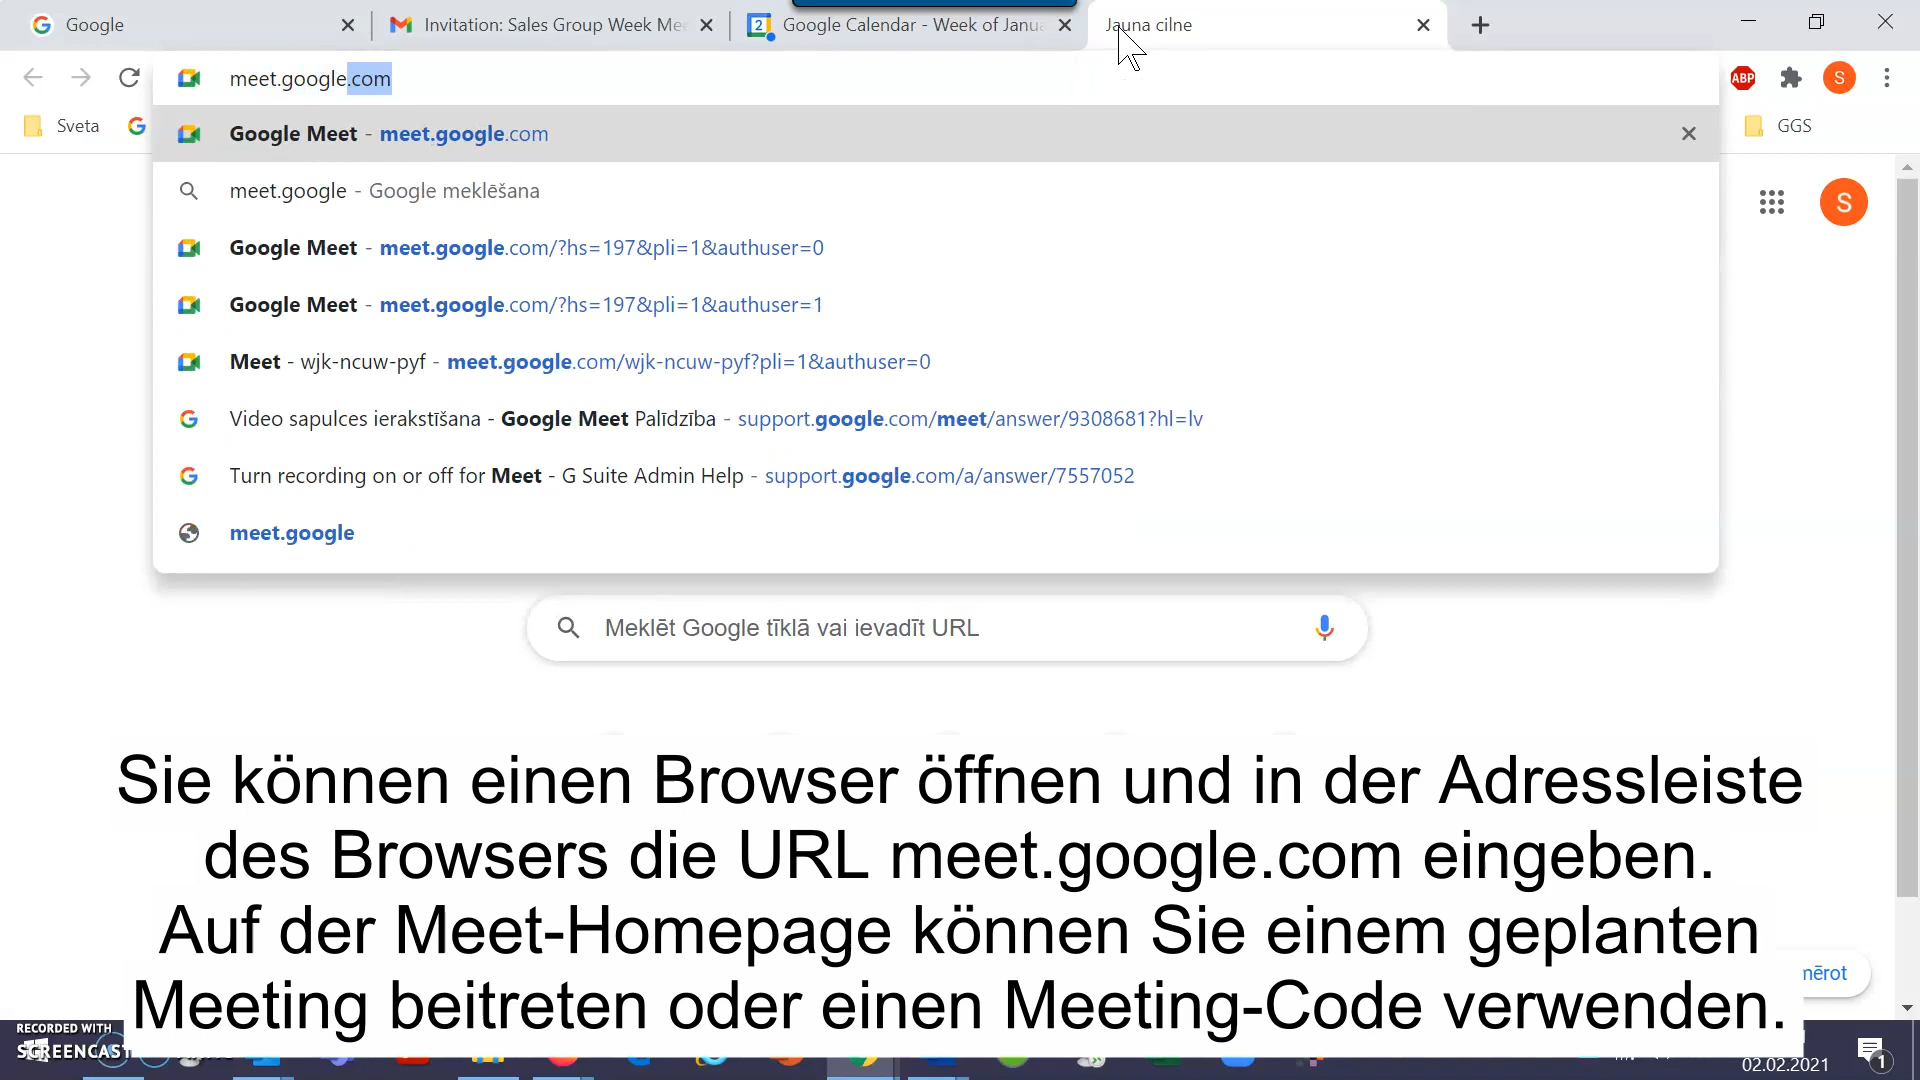 Google
Invitation: Sales Group Week Mee
Google Calendar - Week of Janua
Jauna cilne
meet.google.com
ABP
S
Sveta
GGS
Google Meet - meet.google.com
meet.google - Google meklēšana
S
Google Meet - meet.google.com/?hs=197&pli=1&authuser=0
Google Meet - meet.google.com/?hs=197&pli=1&authuser=1
Meet - wjk-ncuw-pyf - meet.google.com/wjk-ncuw-pyf?pli=1&authuser=0
Video sapulces ierakstīšana - Google Meet Palīdzība - support.google.com/meet/answer/9308681?hl=lv
Turn recording on or off for Meet - G Suite Admin Help - support.google.com/a/answer/7557052
meet.google
Meklēt Google tīklā vai ievadīt URL
Sie können einen Browser öffnen und in der Adressleiste
des Browsers die URL meet.google.com eingeben.
Auf der Meet-Homepage können Sie einem geplanten
Meeting beitreten oder einen Meeting-Code verwenden.
RECORDED WITH
SCREENCAST
02.02.2021
1